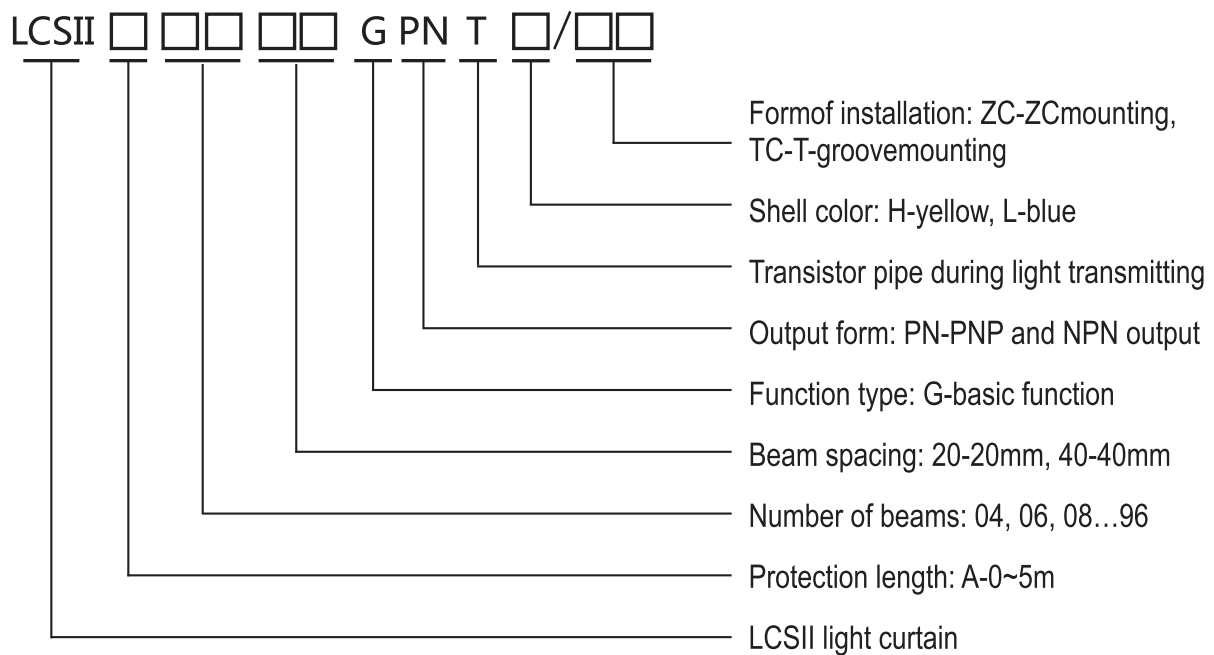 LCSII □ □□ □□ G PN T □/□□
Formof installation: ZC-ZCmounting,
TC-T-groovemounting
Shell color: H-yellow, L-blue
Transistor pipe during light transmitting
Output form: PN-PNP and NPN output
Function type: G-basic function
Beam spacing: 20-20mm, 40-40mm
Number of beams: 04, 06, 08…96
Protection length: A-0~5m
LCSII light curtain